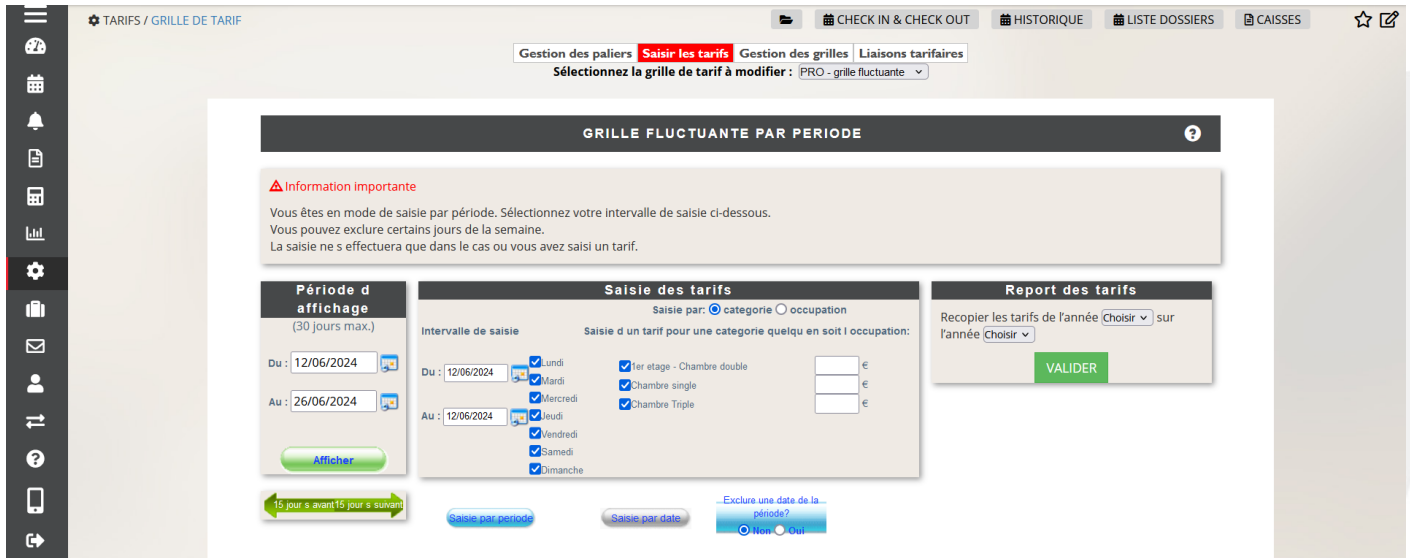 TARIFS / GRILLE DE TARIF
CHECK IN & CHECK OUT
HISTORIQUE
LISTE DOSSIERS
CAISSES
Gestion des paliers Saisir les tarifs Gestion des grilles Liaisons tarifaires
Sélectionnez la grille de tarif à modifier : PRO - grille fluctuante
GRILLE FLUCTUANTE PAR PERIODE
Information importante
Vous êtes en mode de saisie par période. Sélectionnez votre intervalle de saisie ci-dessous.
Vous pouvez exclure certains jours de la semaine.
La saisie ne s effectuera que dans le cas ou vous avez saisi un tarif.
Période d
affichage
(30 jours max.)
Du : 12/06/2024
Au : 26/06/2024
Afficher
15 jour s avant 15 jour s suivant
Saisie des tarifs
Saisie par: categorie occupation
Intervalle de saisie
Saisie d un tarif pour une categorie quelqu en soit l occupation:
Du : 12/06/2024
Au : 12/06/2024
Lundi
Mardi
Mercredi
Jeudi
Vendredi
Samedi
Dimanche
1er etage - Chambre double €
Chambre single €
Chambre Triple €
Saisie par periode
Saisie par date
Exclure une date de la
période?
Non Oui
Report des tarifs
Recopier les tarifs de l'année Choisir sur
l'année Choisir
VALIDER